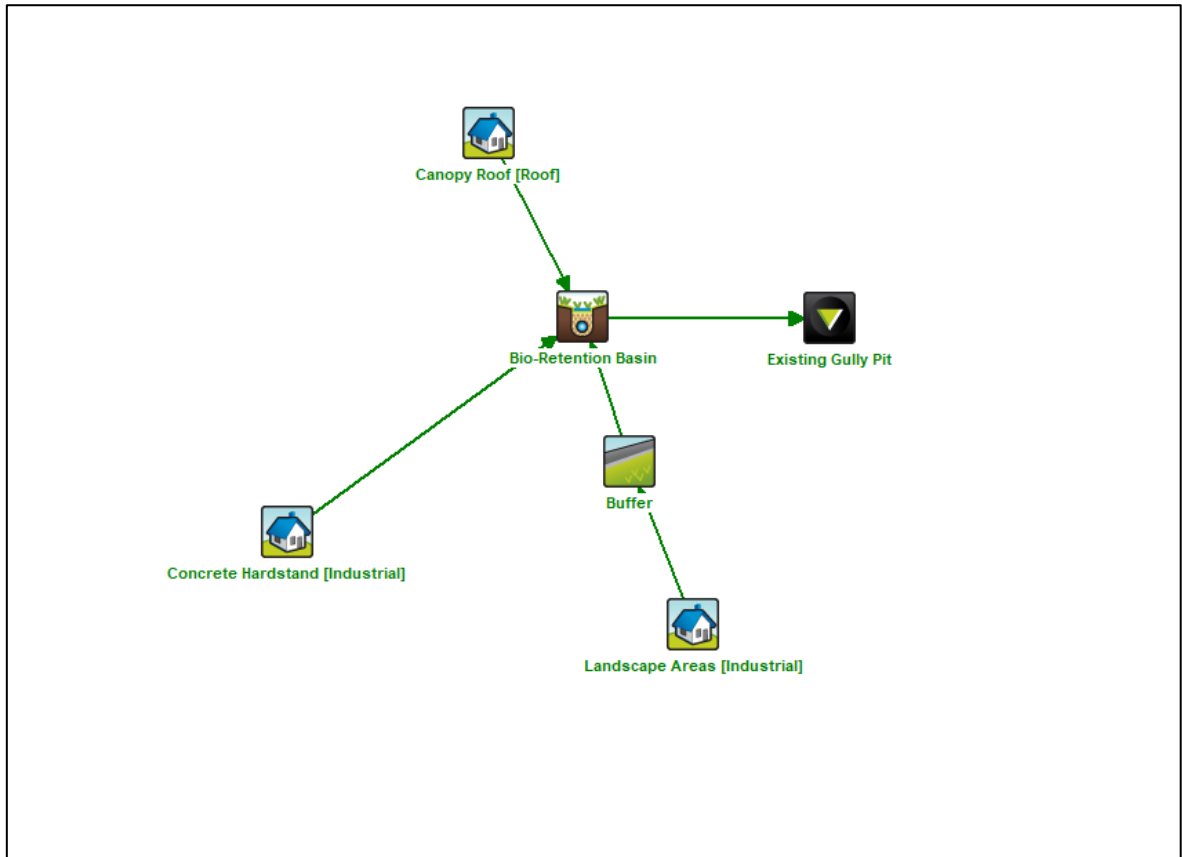 Canopy Roof [Roof]
Bio-Retention Basin
Existing Gully Pit
Buffer
Concrete Hardstand [Industrial]
Landscape Areas [Industrial]